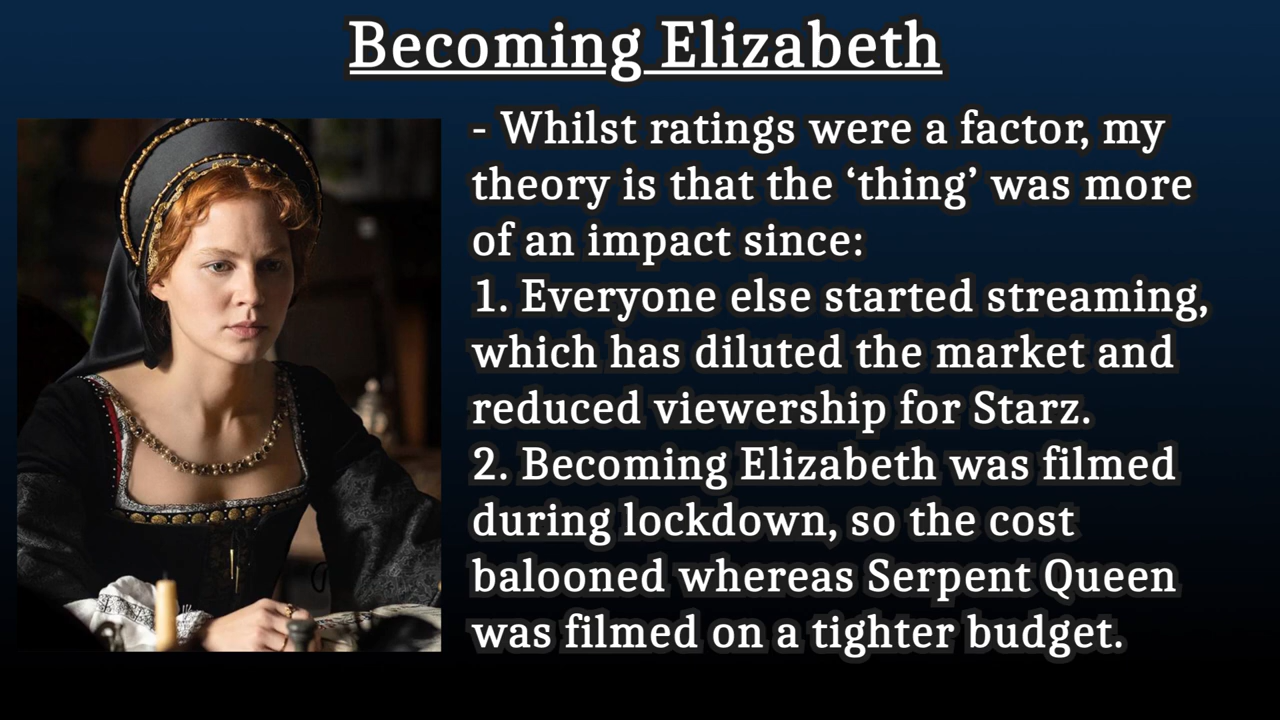 Becoming Elizabeth
- Whilst ratings were a factor, my
theory is that the ‘thing’ was more
of an impact since:
1. Everyone else started streaming,
which has diluted the market and
reduced viewership for Starz.
2. Becoming Elizabeth was filmed
during lockdown, so the cost
balooned whereas Serpent Queen
was filmed on a tighter budget.